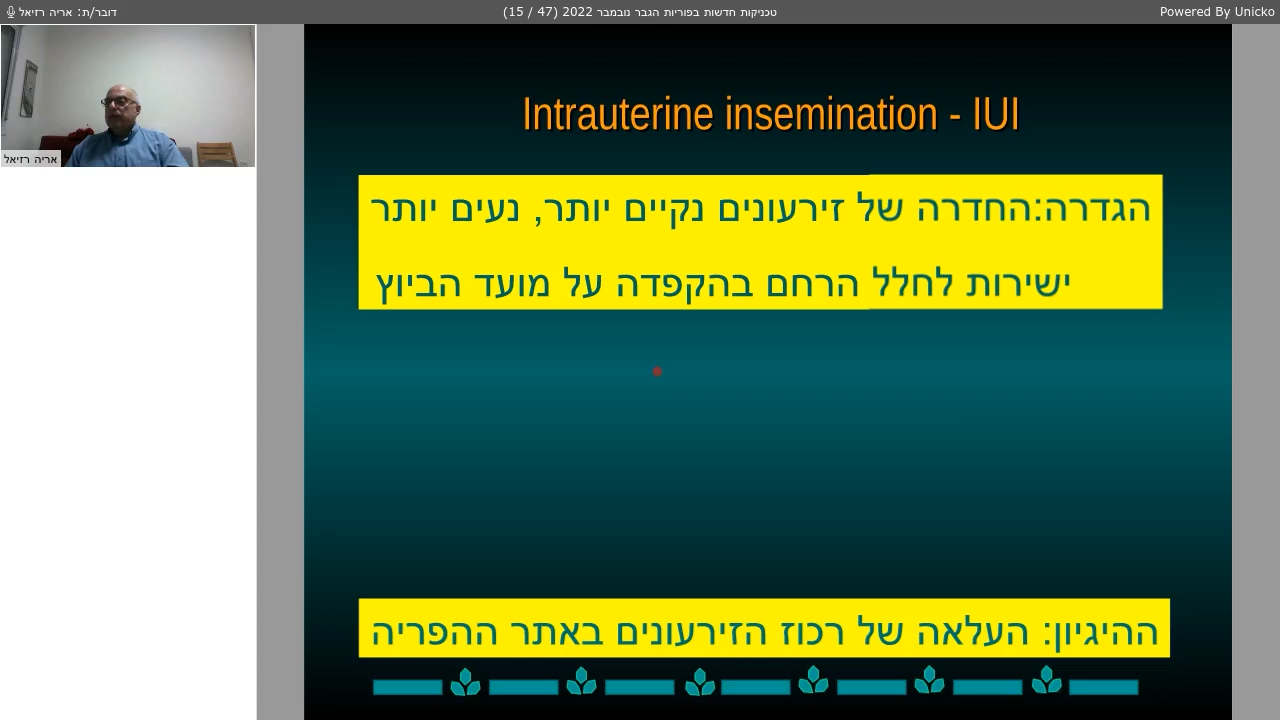 דובר/ת: אריה רזיאל
טכניקות חדשות בפוריות הגבר נובמבר 2022 (47 / 15)
Powered By Unicko
אריה רזיאל
Intrauterine insemination - IUI
הגדרה:החדרה של זירעונים נקיים יותר, נעים יותר
ישירות לחלל הרחם בהקפדה על מועד הביוץ
ההיגיון: העלאה של רכוז הזירעונים באתר ההפריה